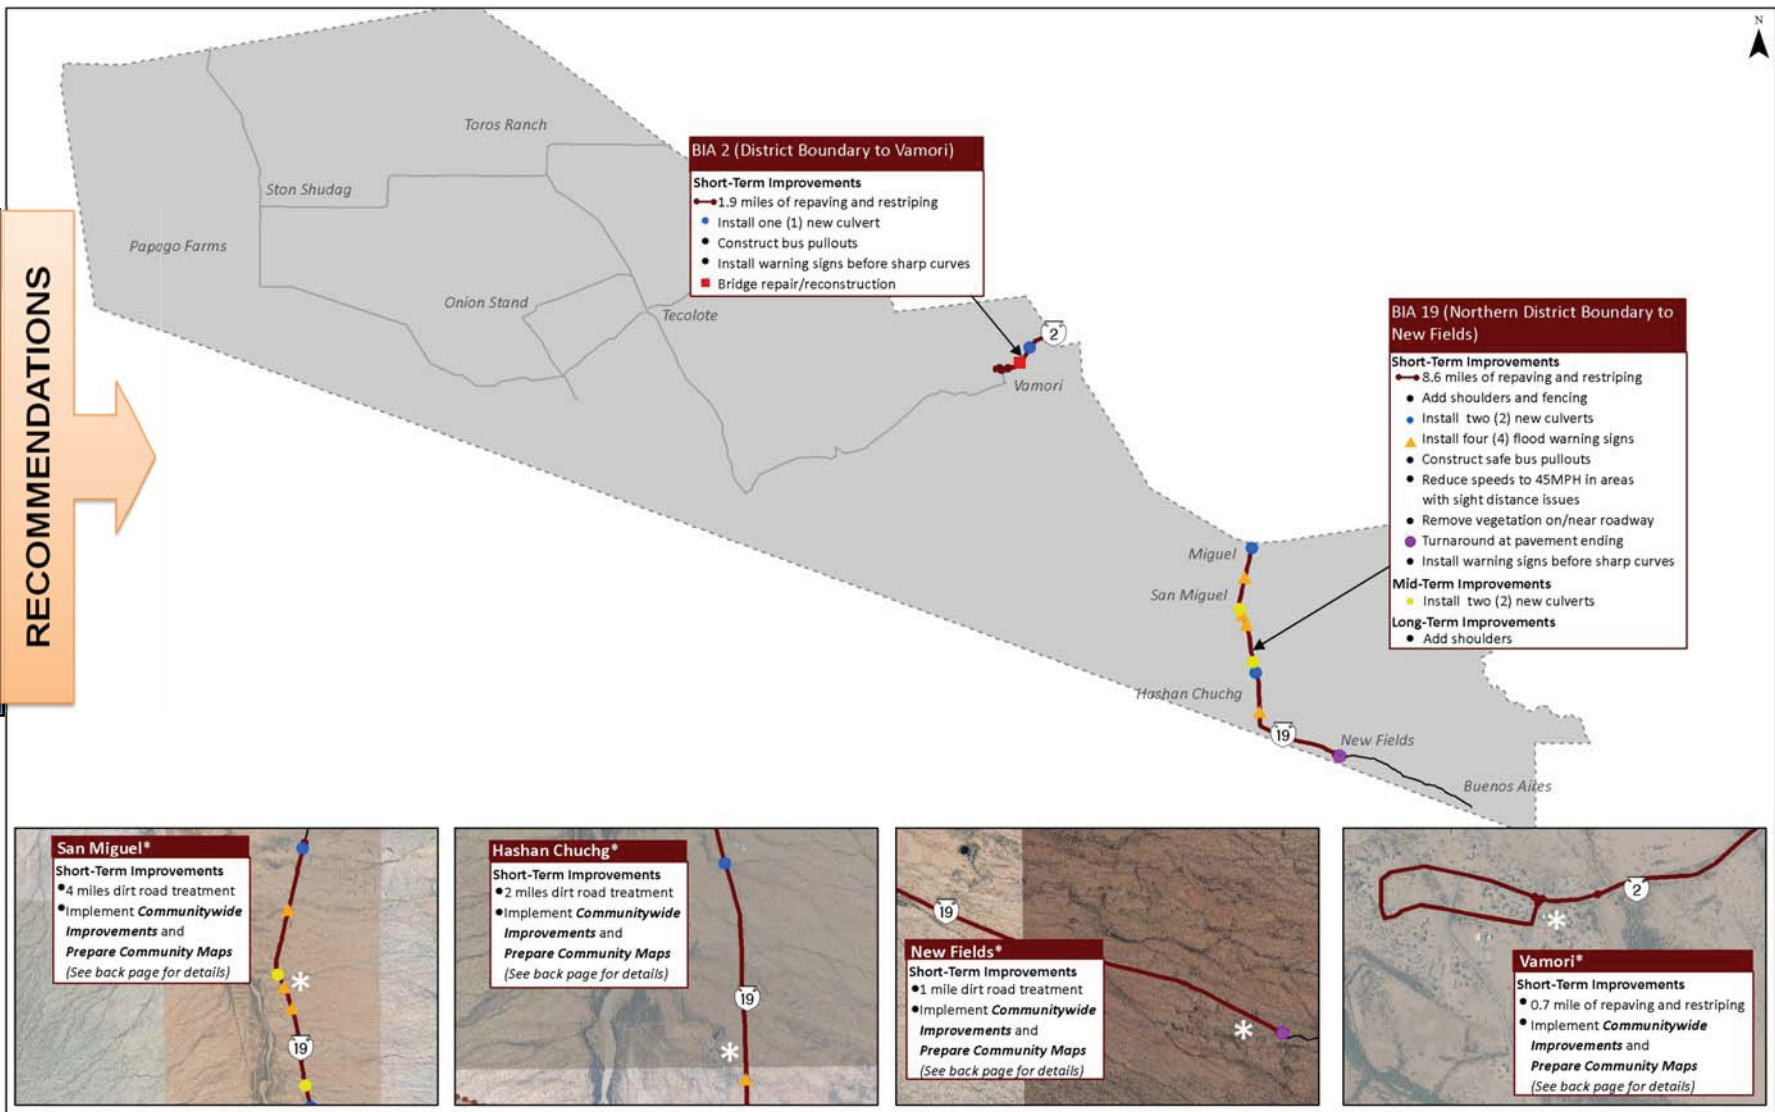 N
RECOMMENDATIONS
Toros Ranch
Ston Shudag
Papago Farms
Onion Stand
Tecolote
BIA 2 (District Boundary to Vamori)
Short-Term Improvements
1.9 miles of repaving and restriping
Install one (1) new culvert
Construct bus pullouts
Install warning signs before sharp curves
Bridge repair/reconstruction
2
Vamori
BIA 19 (Northern District Boundary to
New Fields)
Short-Term Improvements
8.6 miles of repaving and restriping
Add shoulders and fencing
Install two (2) new culverts
Install four (4) flood warning signs
Construct safe bus pullouts
Reduce speeds to 45MPH in areas
with sight distance issues
Remove vegetation on/near roadway
Turnaround at pavement ending
Install warning signs before sharp curves
Mid-Term Improvements
Install two (2) new culverts
Long-Term Improvements
Add shoulders
Miguel
San Miguel
Hashan Chuchg
19
New Fields
Buenos Aires
San Miguel*
Short-Term Improvements
4 miles dirt road treatment
Implement Communitywide
Improvements and
Prepare Community Maps
(See back page for details)
*
19
Hashan Chuchg*
Short-Term Improvements
2 miles dirt road treatment
Implement Communitywide
Improvements and
Prepare Community Maps
(See back page for details)
19
*
19
New Fields*
Short-Term Improvements
1 mile dirt road treatment
Implement Communitywide
Improvements and
Prepare Community Maps
(See back page for details)
*
2
*
Vamori*
Short-Term Improvements
0.7 mile of repaving and restriping
Implement Communitywide
Improvements and
Prepare Community Maps
(See back page for details)